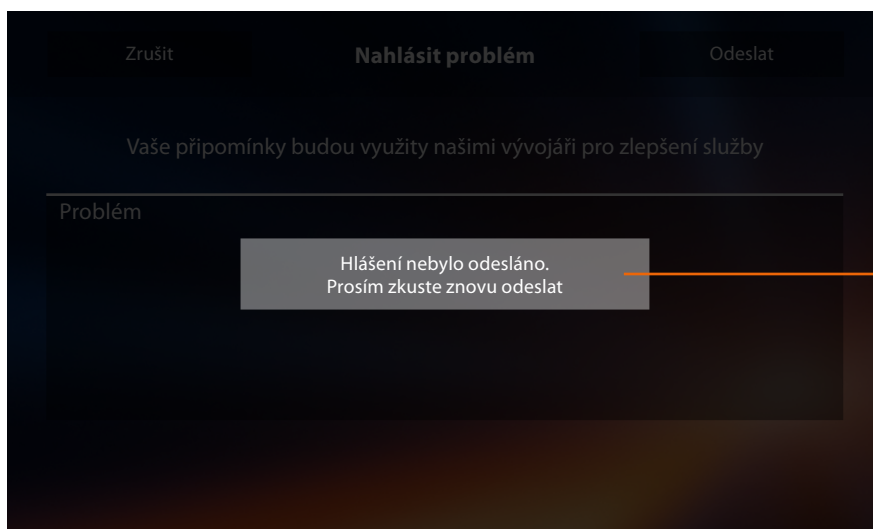 Zrušit
Nahlásit problém
Odeslat
Vaše připomínky budou využity našimi vývojáři pro zlepšení služby
Problém
Hlášení nebylo odesláno.
Prosím zkuste znovu odeslat